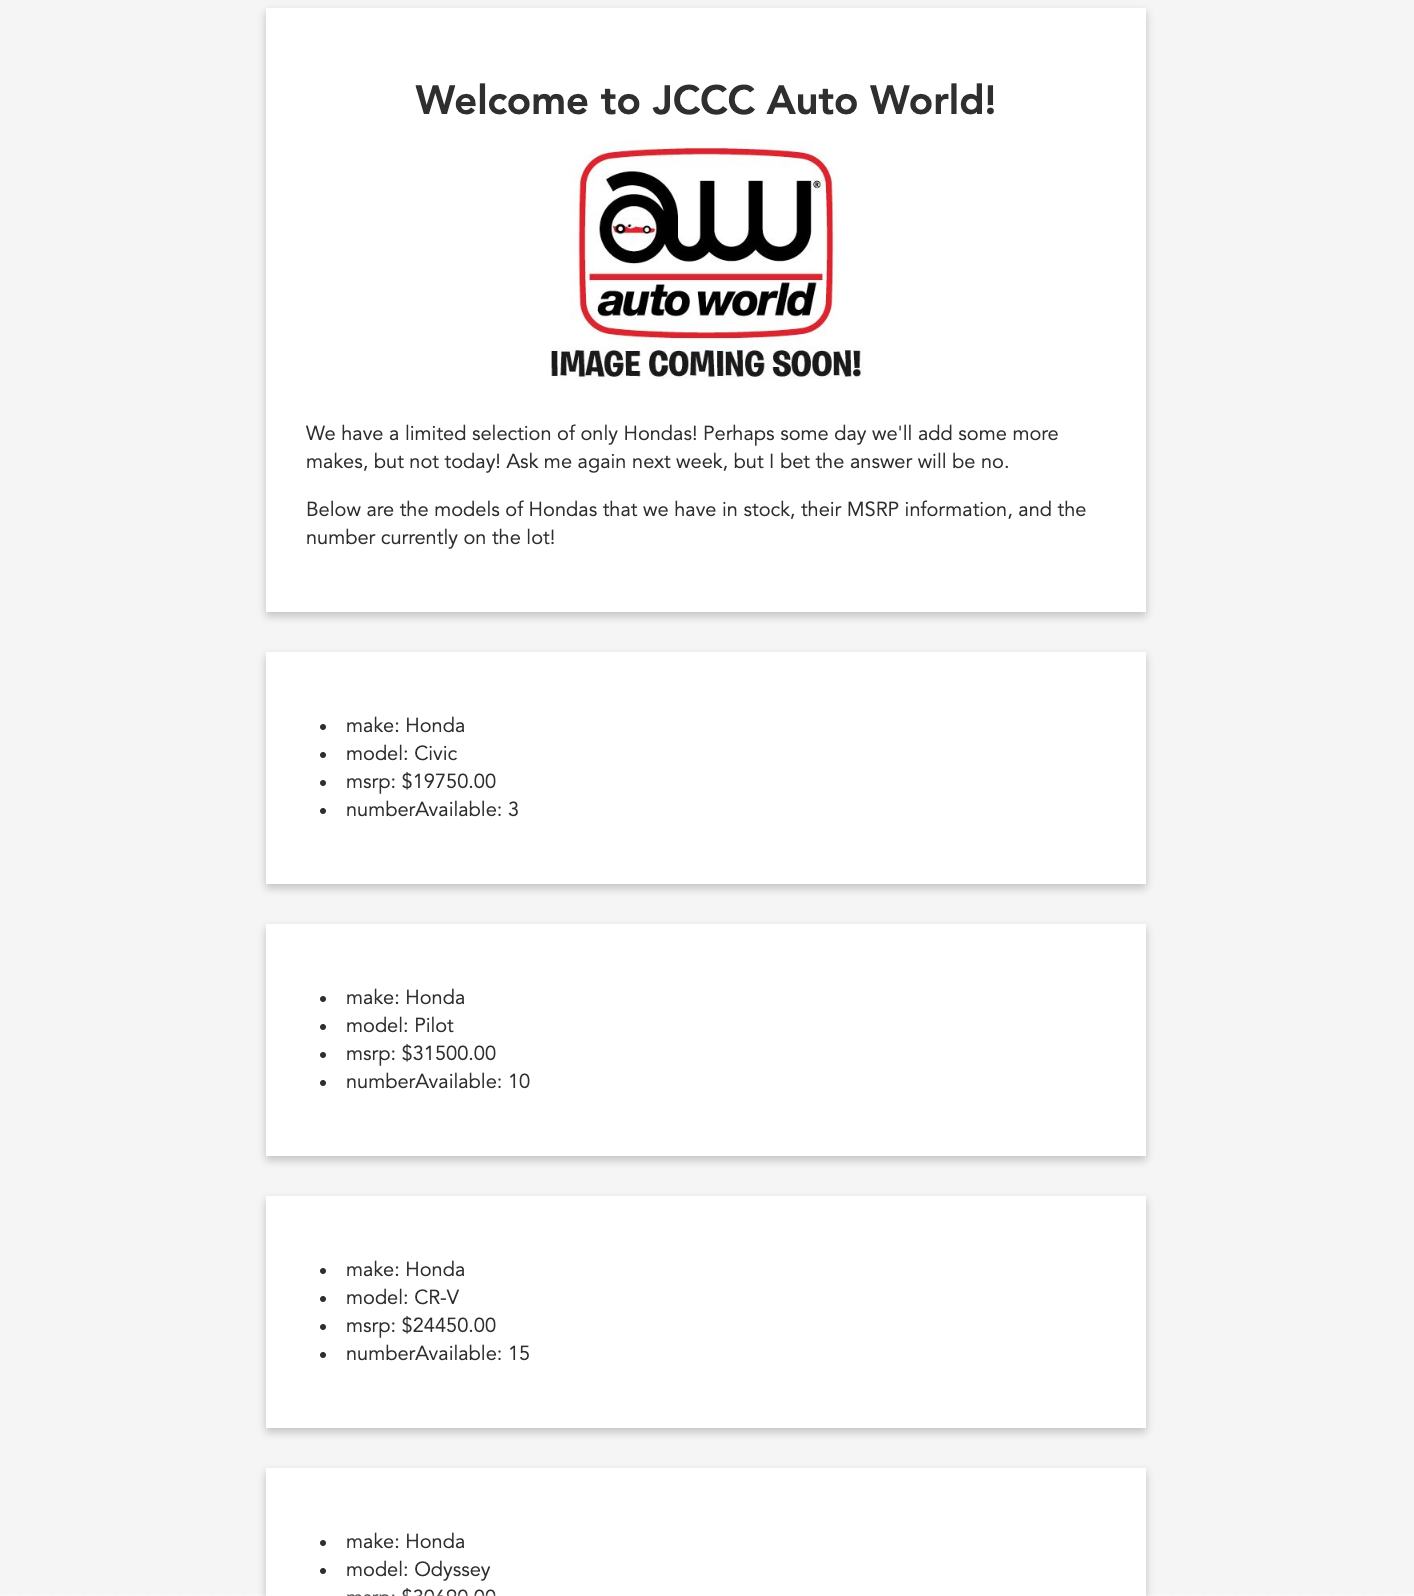 Welcome to JCCC Auto World!
aw®
auto world
IMAGE COMING SOON!
We have a limited selection of only Hondas! Perhaps some day we'll add some more
makes, but not today! Ask me again next week, but I bet the answer will be no.
Below are the models of Hondas that we have in stock, their MSRP information, and the
number currently on the lot!
• make: Honda
• model: Civic
• msrp: $19750.00
• numberAvailable: 3
• make: Honda
• model: Pilot
• msrp: $31500.00
• numberAvailable: 10
• make: Honda
• model: CR-V
• msrp: $24450.00
• numberAvailable: 15
• make: Honda
• model: Odyssey